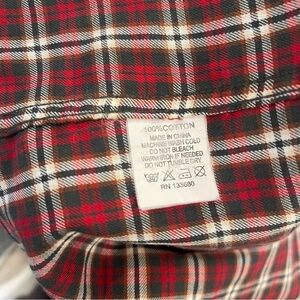 100%COTTON
MADE IN CHINA
MACHINE WASH COLD
DO NOT BLEACH
WARM IRON IF NEEDED
DO NOT TUMBLE DRY
RN 133680